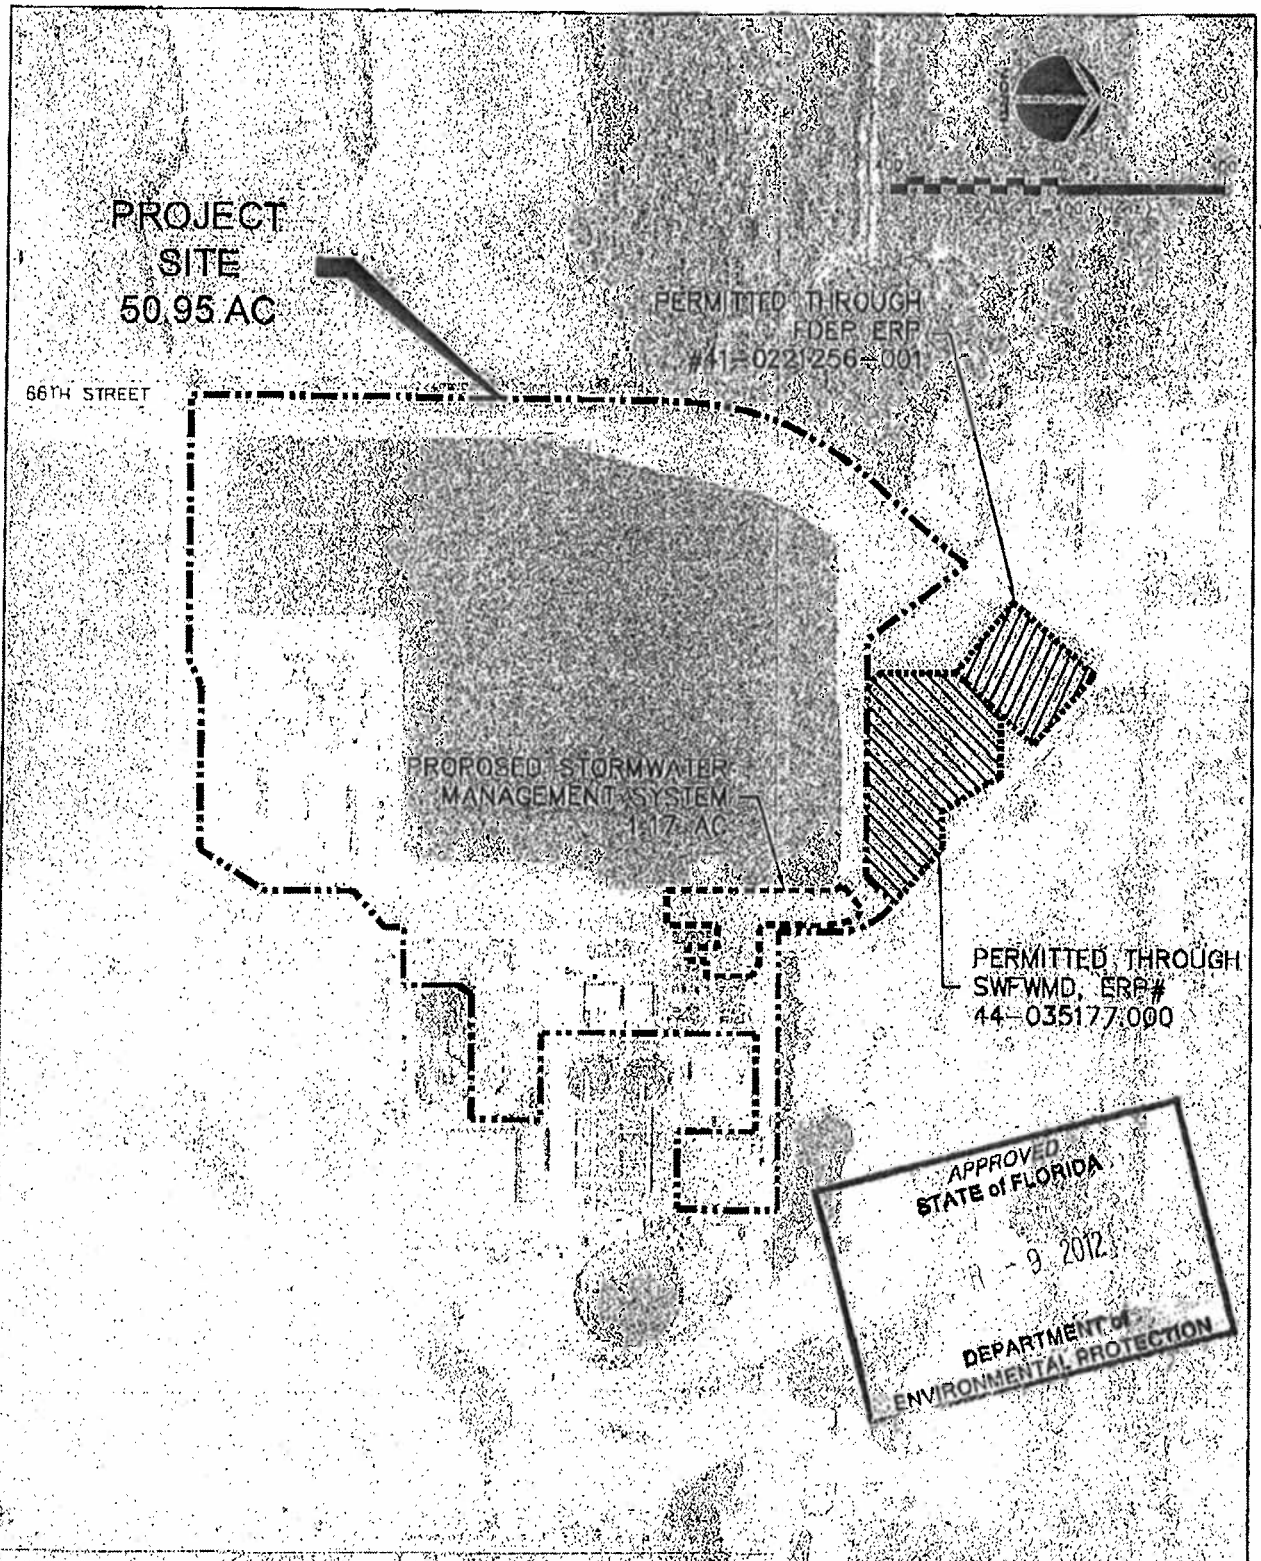 PROJECT
SITE
50.95 AC
PERMITTED THROUGH
FDEP ERP
#41-0221256-001
66TH STREET
PROPOSED STORMWATER
MANAGEMENT SYSTEM
1.17 AC
PERMITTED THROUGH
SWFWMD, ERP#
44-035177.000
APPROVED
STATE of FLORIDA
- 9 2012
DEPARTMENT of
ENVIRONMENTAL PROTECTION